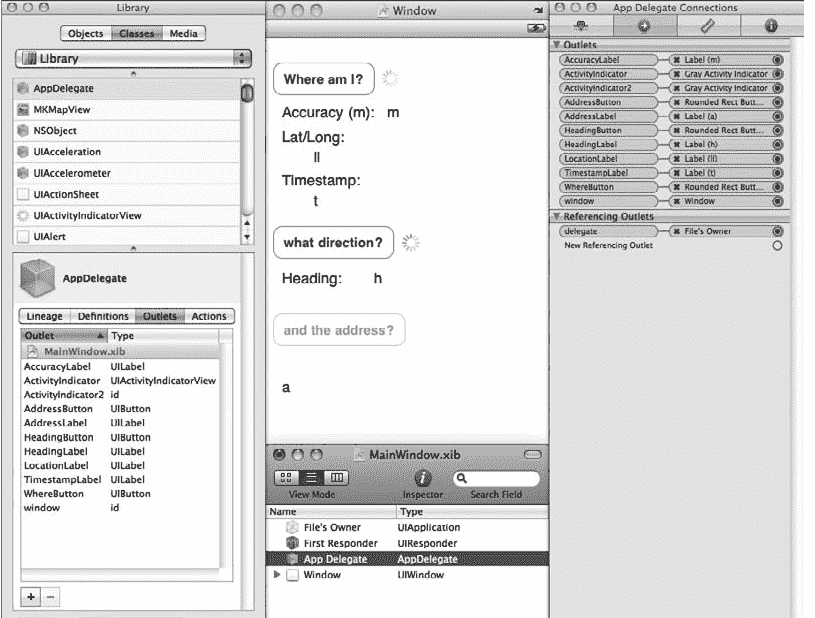 Library
Objects Classes Media
Library
AppDelegate
MKMapView
NSObject
UIAcceleration
UIAccelerometer
UIActionSheet
UIActivityIndicatorView
UIAlert
AppDelegate
Lineage Definitions Outlets Actions
Outlet Type
MainWindow.xib
AccuracyLabel UILabel
ActivityIndicator UIActivityIndicatorView
ActivityIndicator2 id
AddressButton UIButton
AddressLabel UILabel
HeadingButton UIButton
HeadingLabel UILabel
LocationLabel UILabel
TimestampLabel UILabel
WhereButton UIButton
window id
+ −
Window
Where am I?
Accuracy (m): m
Lat/Long:
ll
Timestamp:
t
what direction?
Heading: h
and the address?
a
MainWindow.xib
View Mode Inspector Search Field
Name Type
File's Owner UIApplication
First Responder UIResponder
App Delegate AppDelegate
Window UIWindow
App Delegate Connections
Outlets
AccuracyLabel Label (m)
ActivityIndicator Gray Activity Indicator
ActivityIndicator2 Gray Activity Indicator
AddressButton Rounded Rect Butt...
AddressLabel Label (a)
HeadingButton Rounded Rect Butt...
HeadingLabel Label (h)
LocationLabel Label (ll)
TimestampLabel Label (t)
WhereButton Rounded Rect Butt...
window Window
Referencing Outlets
delegate File's Owner
New Referencing Outlet